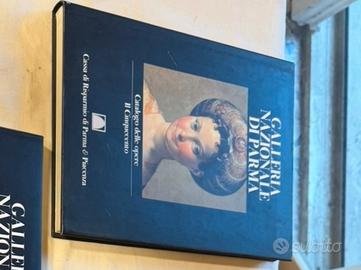 GALLERIA
NAZIONALE
DI PARMA
Catalogo delle opere
Il Cinquecento
Cassa di Risparmio di Parma & Piacenza
GALLE
NAZION
subito